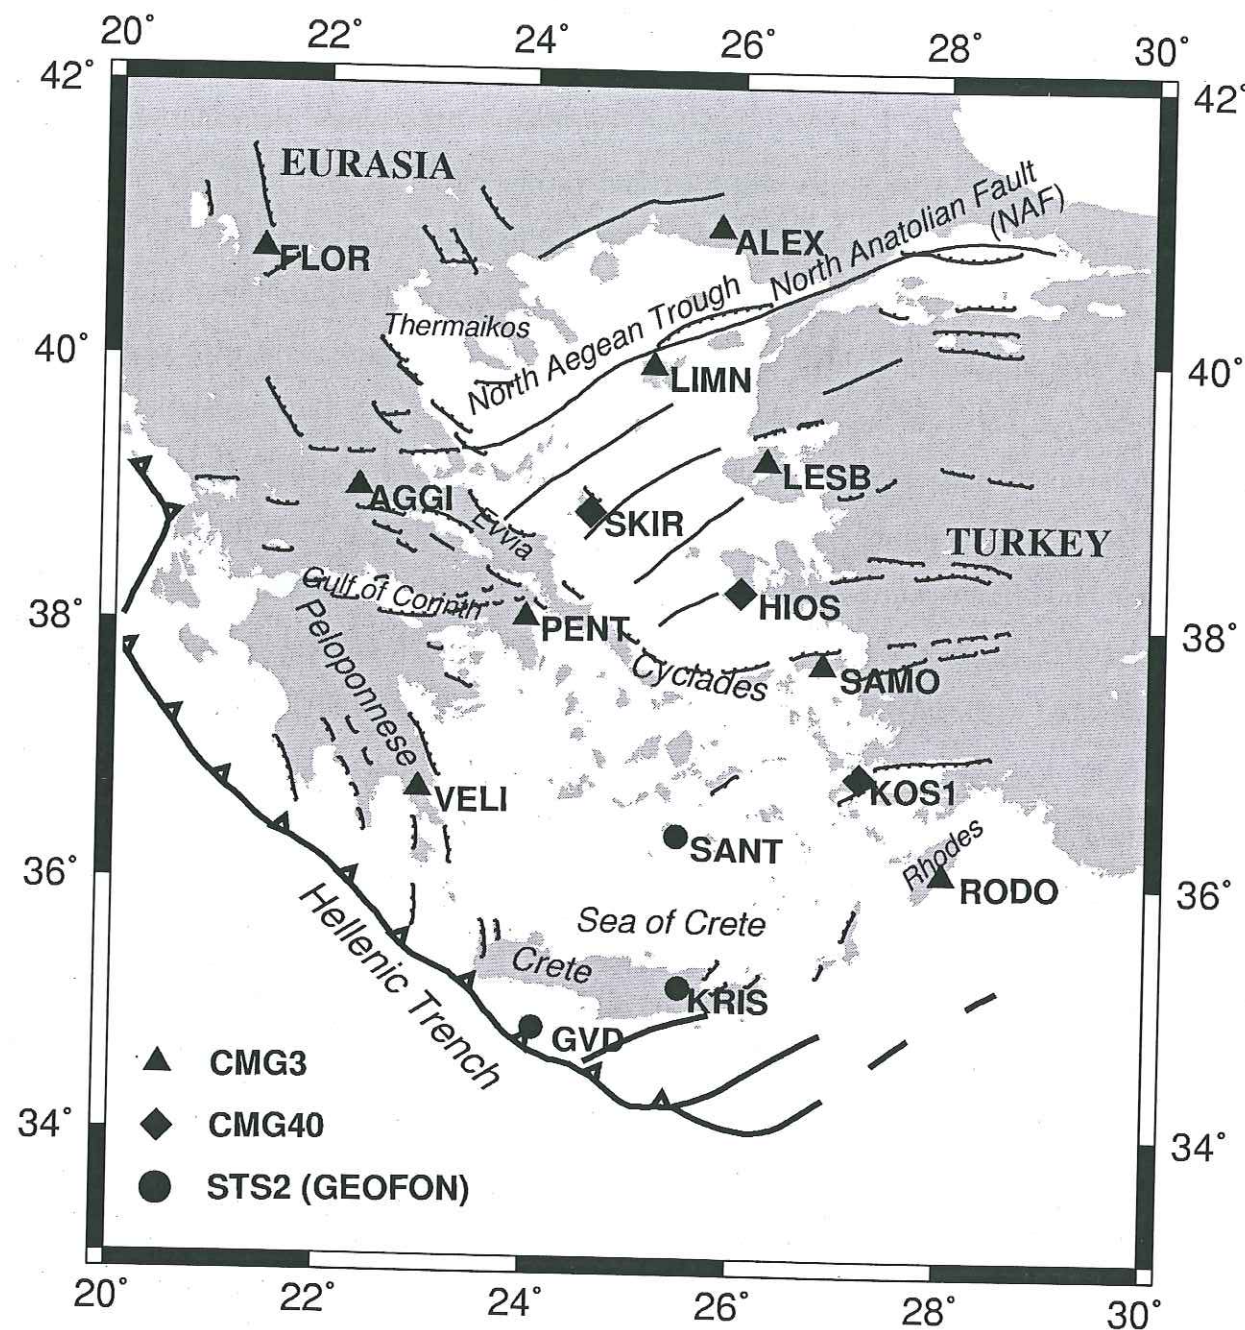 20° 22° 24° 26° 28° 30°
42° 42°
EURASIA
FLOR
ALEX
North Anatolian Fault
(NAF)
Thermaikos
North Aegean Trough
40° 40°
LIMN
AGGI
LESB
SKIR
Evvia
TURKEY
Gulf of Corinth
HIOS
38° 38°
PENT
Peloponnese
Cyclades
SAMO
VELI
KOS1
SANT
Rhodes
36° 36°
RODO
Hellenic Trench
Sea of Crete
Crete
KRIS
GVD
CMG3
CMG40
34° 34°
STS2 (GEOFON)
20° 22° 24° 26° 28° 30°